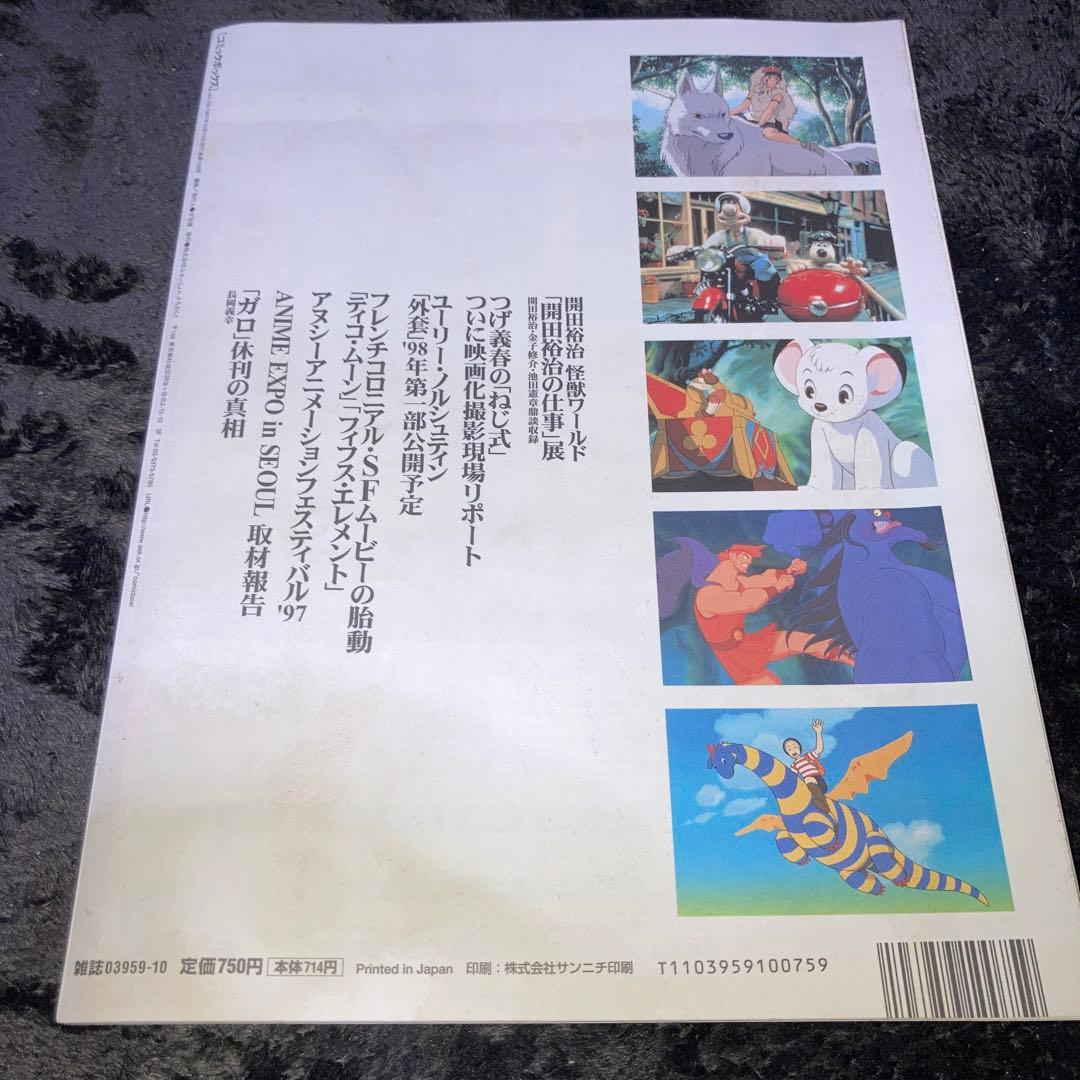 「コミックボックス」
開田裕治 怪獣ワールド
「開田裕治の仕事」展
開田裕治・金子修介・池田憲章鼎談収録
つげ義春の「ねじ式」
ついに映画化撮影現場リポート
ユーリー・ノルシュテイン
「外套」'98年第一部公開予定
フレンチコロニアル・SFムービーの胎動
「ティコ・ムーン」「フィフス・エレメント」
アヌシーアニメーションフェスティバル'97
ANIME EXPO in SEOUL 取材報告
「ガロ」休刊の真相
長岡義幸
雑誌03959-10 定価750円 本体714円 Printed in Japan 印刷：株式会社サンニチ印刷 T1103959100759